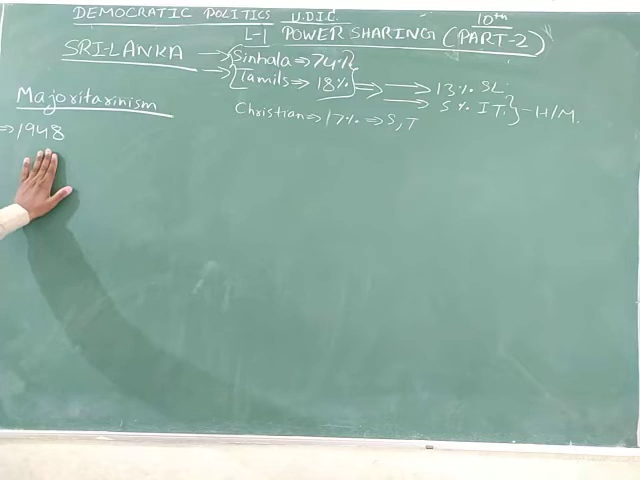 DEMOCRATIC POLITICS U.D.I.C. 10th
L-1 POWER SHARING (PART-2)
SRI-LANKA → Sinhala ⇒ 74%
→ Tamils ⇒ 18% ⇒ → 13% SL
→ 5% IT } - H/M.
Majoritarinism
Christian ⇒ 17% ⇒ S, T
⇒ 1948